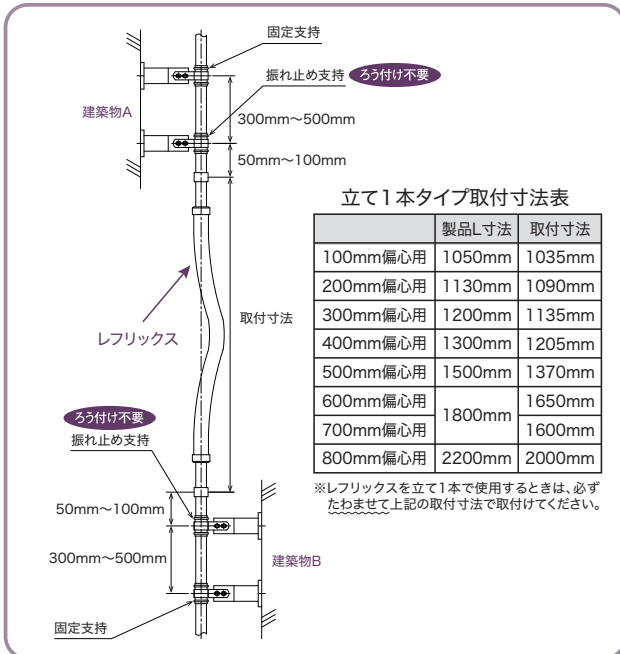 固定支持
振れ止め支持 ろう付け不要
建築物A
300mm〜500mm
50mm〜100mm
取付寸法
レフリックス
ろう付け不要
振れ止め支持
50mm〜100mm
300mm〜500mm
建築物B
固定支持
立て1本タイプ取付寸法表
製品L寸法 取付寸法
100mm偏心用 1050mm 1035mm
200mm偏心用 1130mm 1090mm
300mm偏心用 1200mm 1135mm
400mm偏心用 1300mm 1205mm
500mm偏心用 1500mm 1370mm
600mm偏心用 1800mm 1650mm
700mm偏心用 1600mm
800mm偏心用 2200mm 2000mm
※レフリックスを立て1本で使用するときは、必ず
たわませて上記の取付寸法で取付けてください。